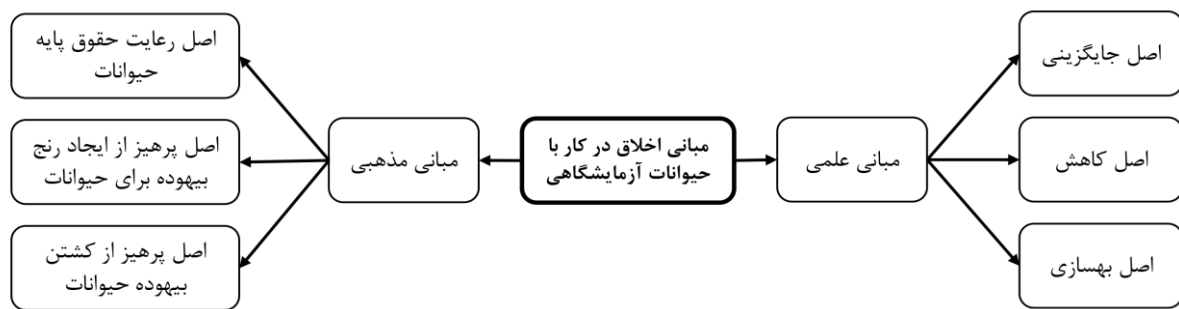 مبانی اخلاق در کار با
حیوانات آزمایشگاهی
مبانی علمی
اصل جایگزینی
اصل کاهش
اصل بهسازی
مبانی مذهبی
اصل رعایت حقوق پایه
حیوانات
اصل پرهیز از ایجاد رنج
بیهوده برای حیوانات
اصل پرهیز از کشتن
بیهوده حیوانات